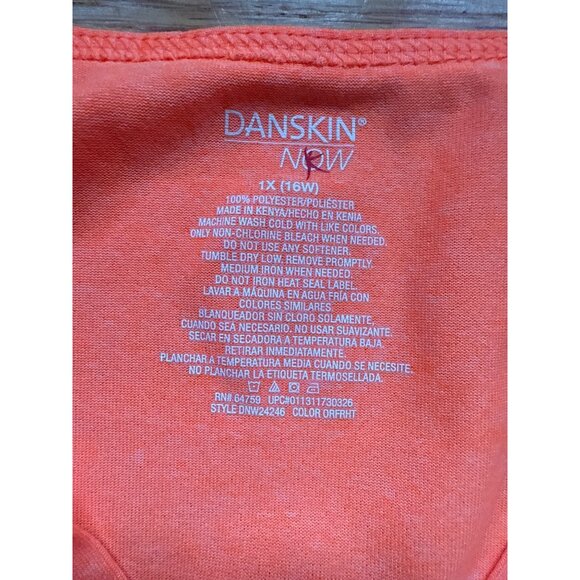 DANSKIN®
NOW
1X (16W)
100% POLYESTER/POLIÉSTER
MADE IN KENYA/HECHO EN KENIA
MACHINE WASH COLD WITH LIKE COLORS.
ONLY NON-CHLORINE BLEACH WHEN NEEDED.
DO NOT USE ANY SOFTENER.
TUMBLE DRY LOW. REMOVE PROMPTLY.
MEDIUM IRON WHEN NEEDED.
DO NOT IRON HEAT SEAL LABEL.
LAVAR A MÁQUINA EN AGUA FRÍA CON
COLORES SIMILARES.
BLANQUEADOR SIN CLORO SOLAMENTE,
CUANDO SEA NECESARIO. NO USAR SUAVIZANTE.
SECAR EN SECADORA A TEMPERATURA BAJA.
RETIRAR INMEDIATAMENTE.
PLANCHAR A TEMPERATURA MEDIA CUANDO SE NECESITE.
NO PLANCHAR LA ETIQUETA TERMOSELLADA.
RN# 64759 UPC#011311730326
STYLE DNW24246 COLOR ORFRHT